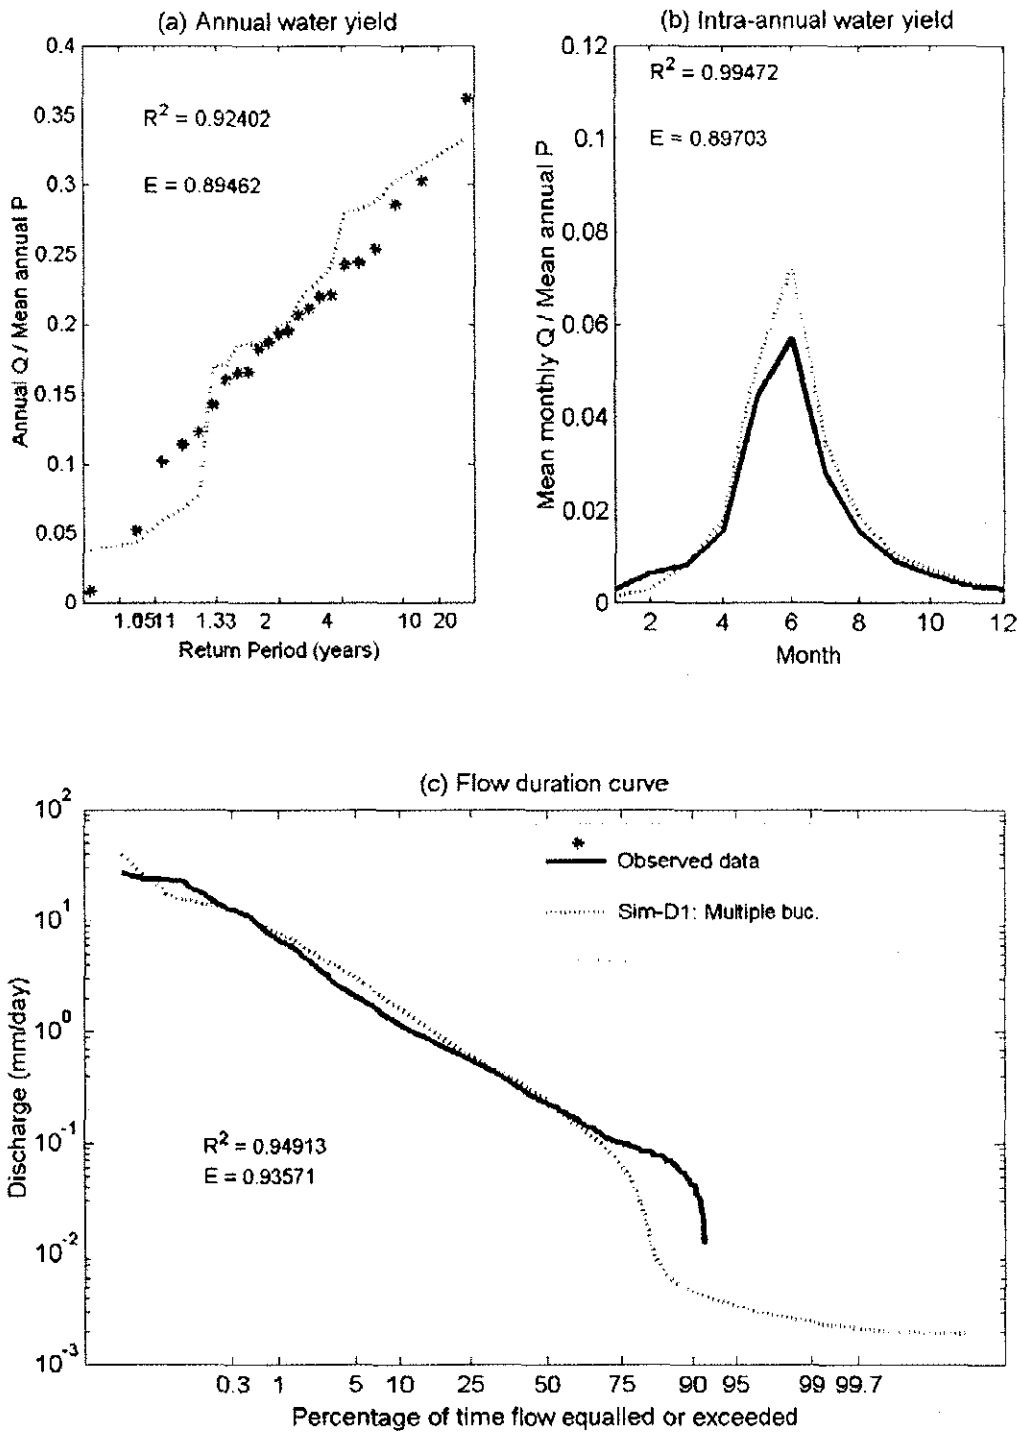 (a) Annual water yield
0.4
0.35
0.3
0.25
0.2
0.15
0.1
0.05
0
Annual Q / Mean annual P
R² = 0.92402
E = 0.89462
1.33 2 4 10 20
Return Period (years)
(b) Intra-annual water yield
0.12
0.1
0.08
0.06
0.04
0.02
0
Mean monthly Q / Mean annual P
R² = 0.99472
E = 0.89703
2 4 6 8 10 12
Month
(c) Flow duration curve
10²
10¹
10⁰
10⁻¹
10⁻²
10⁻³
Discharge (mm/day)
Observed data
Sim-D1: Multiple buc.
R² = 0.94913
E = 0.93571
0.3 1 5 10 25 50 75 90 95 99 99.7
Percentage of time flow equalled or exceeded